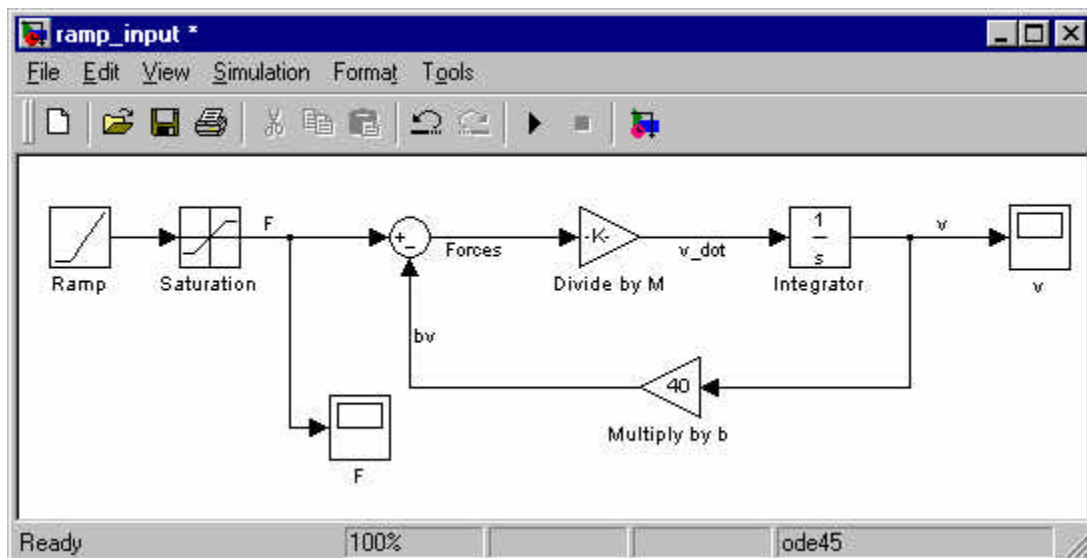 ramp_input *
File Edit View Simulation Format Tools
F
+
-
Forces
-K-
v_dot
1
s
v
Ramp
Saturation
Divide by M
Integrator
v
bv
40
Multiply by b
F
Ready 100% ode45